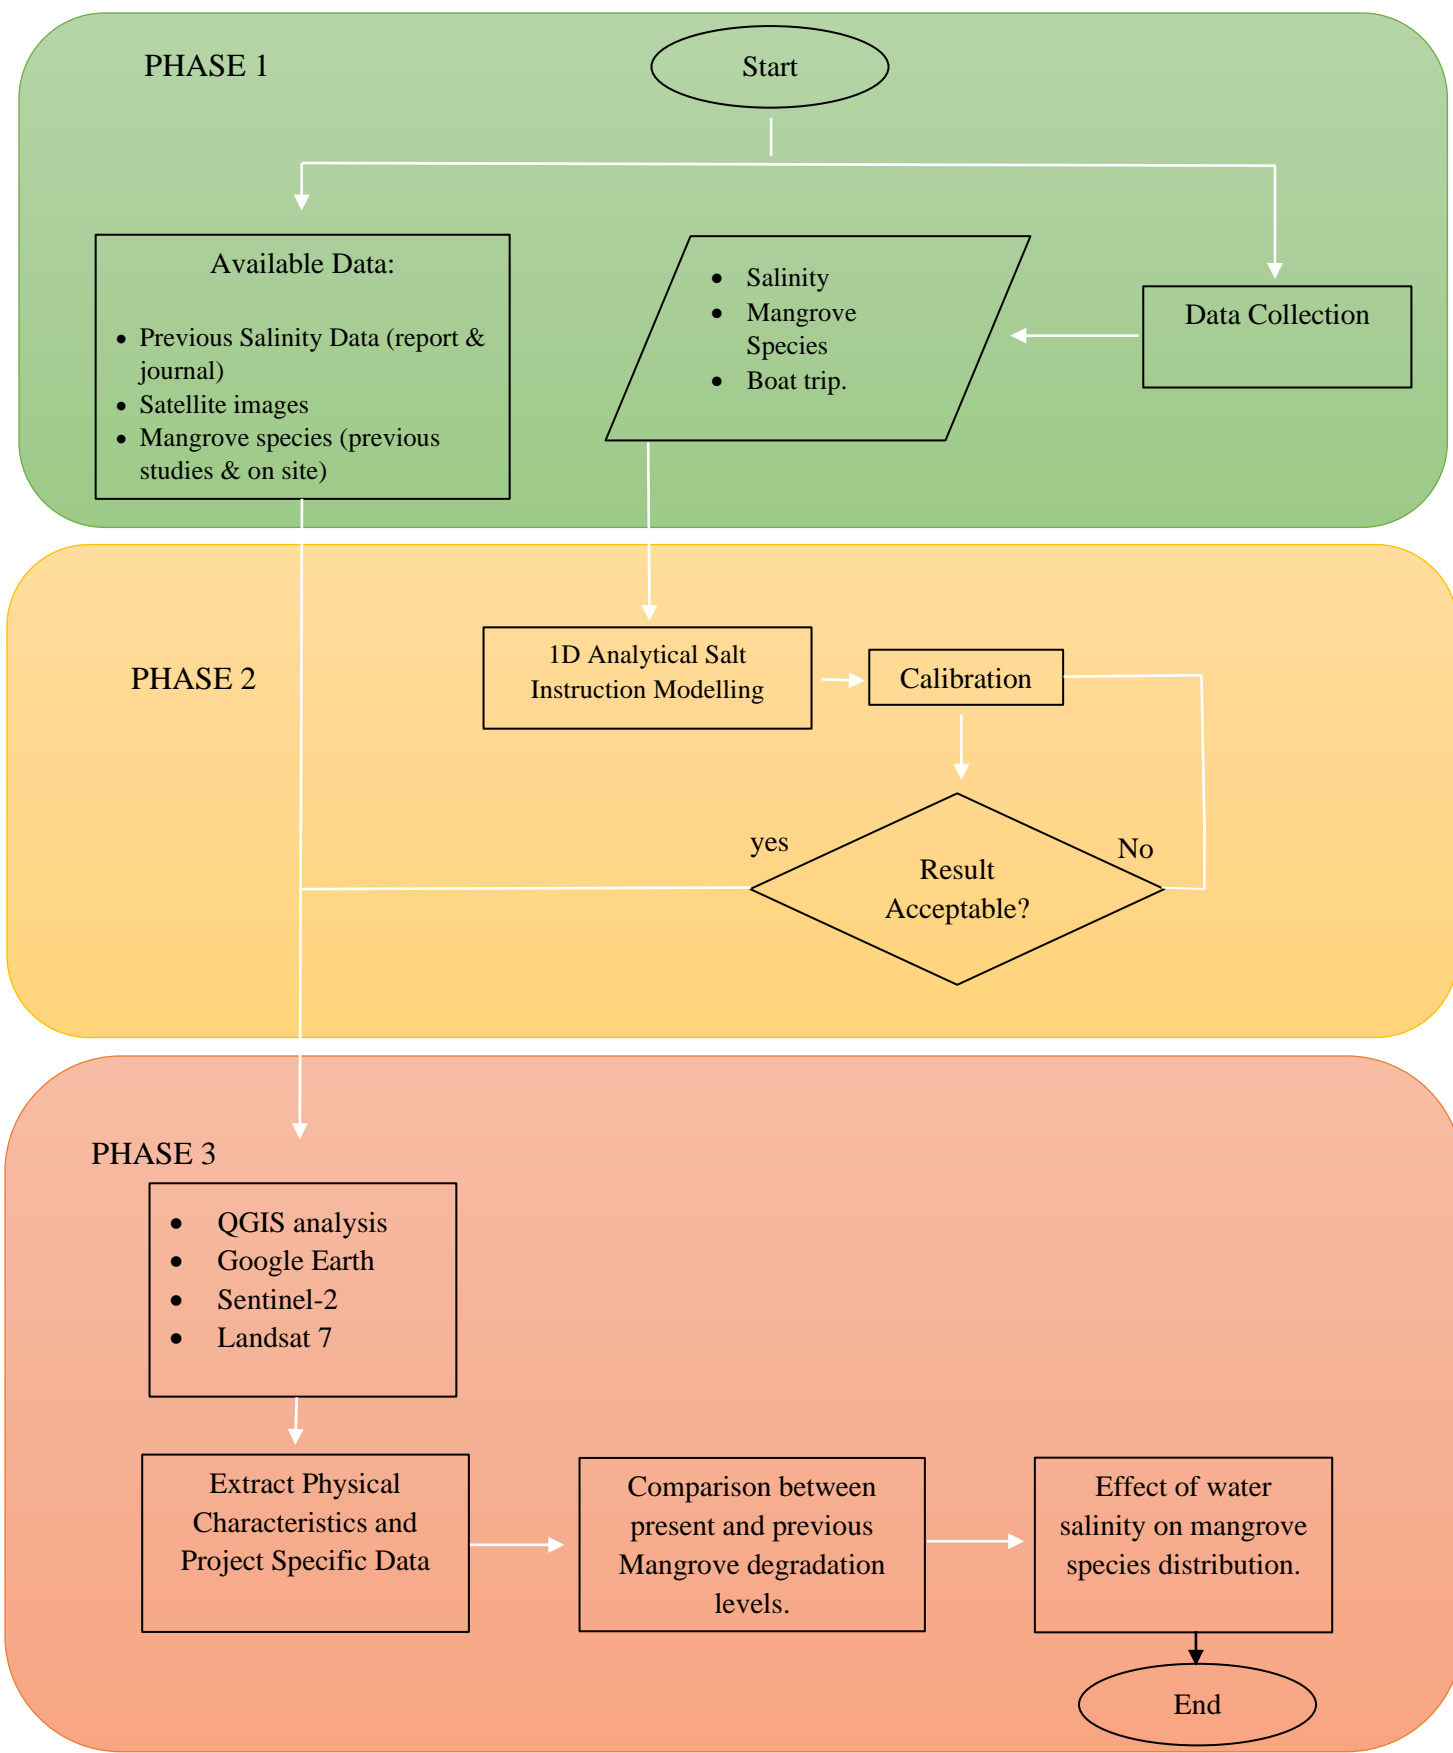 PHASE 1
Start
Available Data:
• Previous Salinity Data (report &
journal)
• Satellite images
• Mangrove species (previous
studies & on site)
• Salinity
• Mangrove
Species
• Boat trip.
Data Collection
PHASE 2
1D Analytical Salt
Instruction Modelling
Calibration
yes
No
Result
Acceptable?
PHASE 3
• QGIS analysis
• Google Earth
• Sentinel-2
• Landsat 7
Extract Physical
Characteristics and
Project Specific Data
Comparison between
present and previous
Mangrove degradation
levels.
Effect of water
salinity on mangrove
species distribution.
End